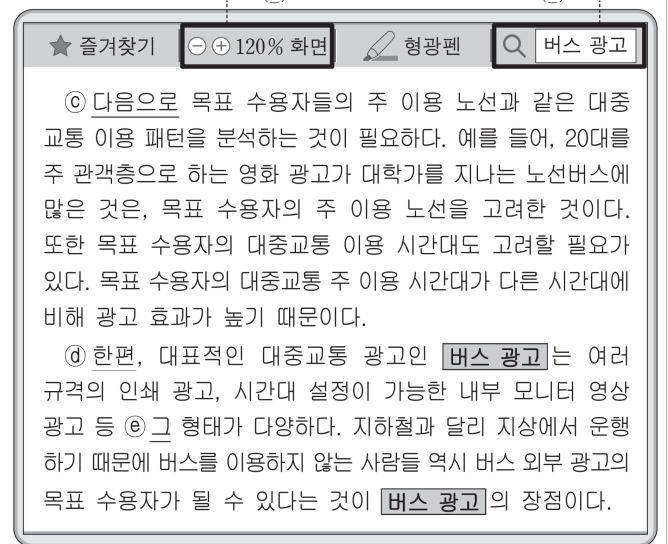 ★ 즐겨찾기 ⊖⊕120% 화면 형광펜 버스 광고
ⓒ 다음으로 목표 수용자들의 주 이용 노선과 같은 대중
교통 이용 패턴을 분석하는 것이 필요하다. 예를 들어, 20대를
주 관객층으로 하는 영화 광고가 대학가를 지나는 노선버스에
많은 것은, 목표 수용자의 주 이용 노선을 고려한 것이다.
또한 목표 수용자의 대중교통 이용 시간대도 고려할 필요가
있다. 목표 수용자의 대중교통 주 이용 시간대가 다른 시간대에
비해 광고 효과가 높기 때문이다.
ⓓ 한편, 대표적인 대중교통 광고인 버스 광고는 여러
규격의 인쇄 광고, 시간대 설정이 가능한 내부 모니터 영상
광고 등 ⓔ 그 형태가 다양하다. 지하철과 달리 지상에서 운행
하기 때문에 버스를 이용하지 않는 사람들 역시 버스 외부 광고의
목표 수용자가 될 수 있다는 것이 버스 광고의 장점이다.